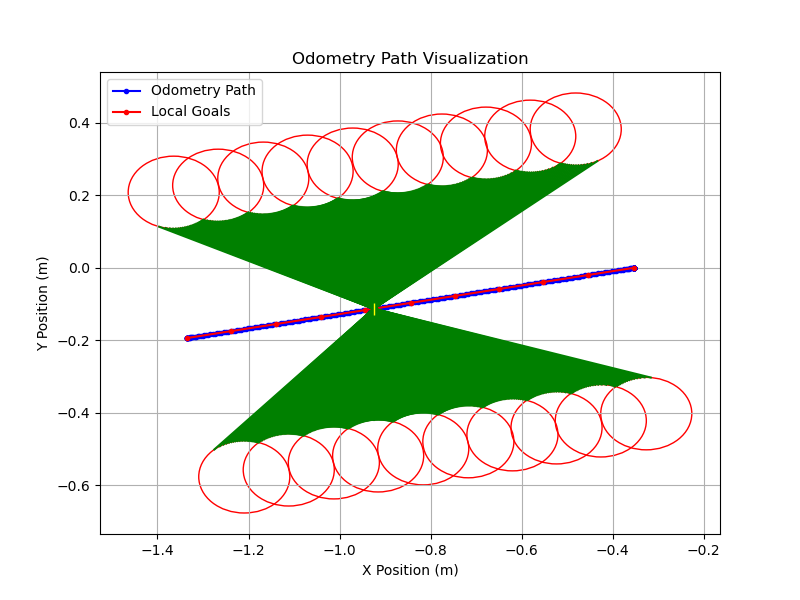 Odometry Path Visualization
Odometry Path
Local Goals
0.4
0.2
0.0
−0.2
−0.4
−0.6
Y Position (m)
−1.4 −1.2 −1.0 −0.8 −0.6 −0.4 −0.2
X Position (m)